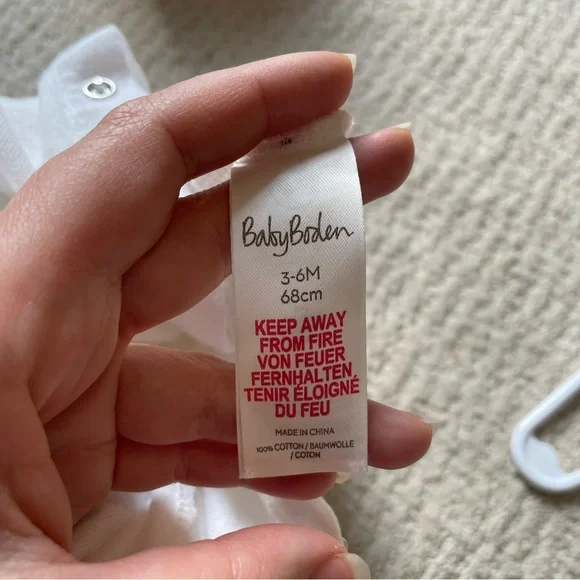 BabyBoden
3-6M
68cm
KEEP AWAY
FROM FIRE
VON FEUER
FERNHALTEN
TENIR ÉLOIGNÉ
DU FEU
MADE IN CHINA
100% COTTON / BAUMWOLLE
/ COTON